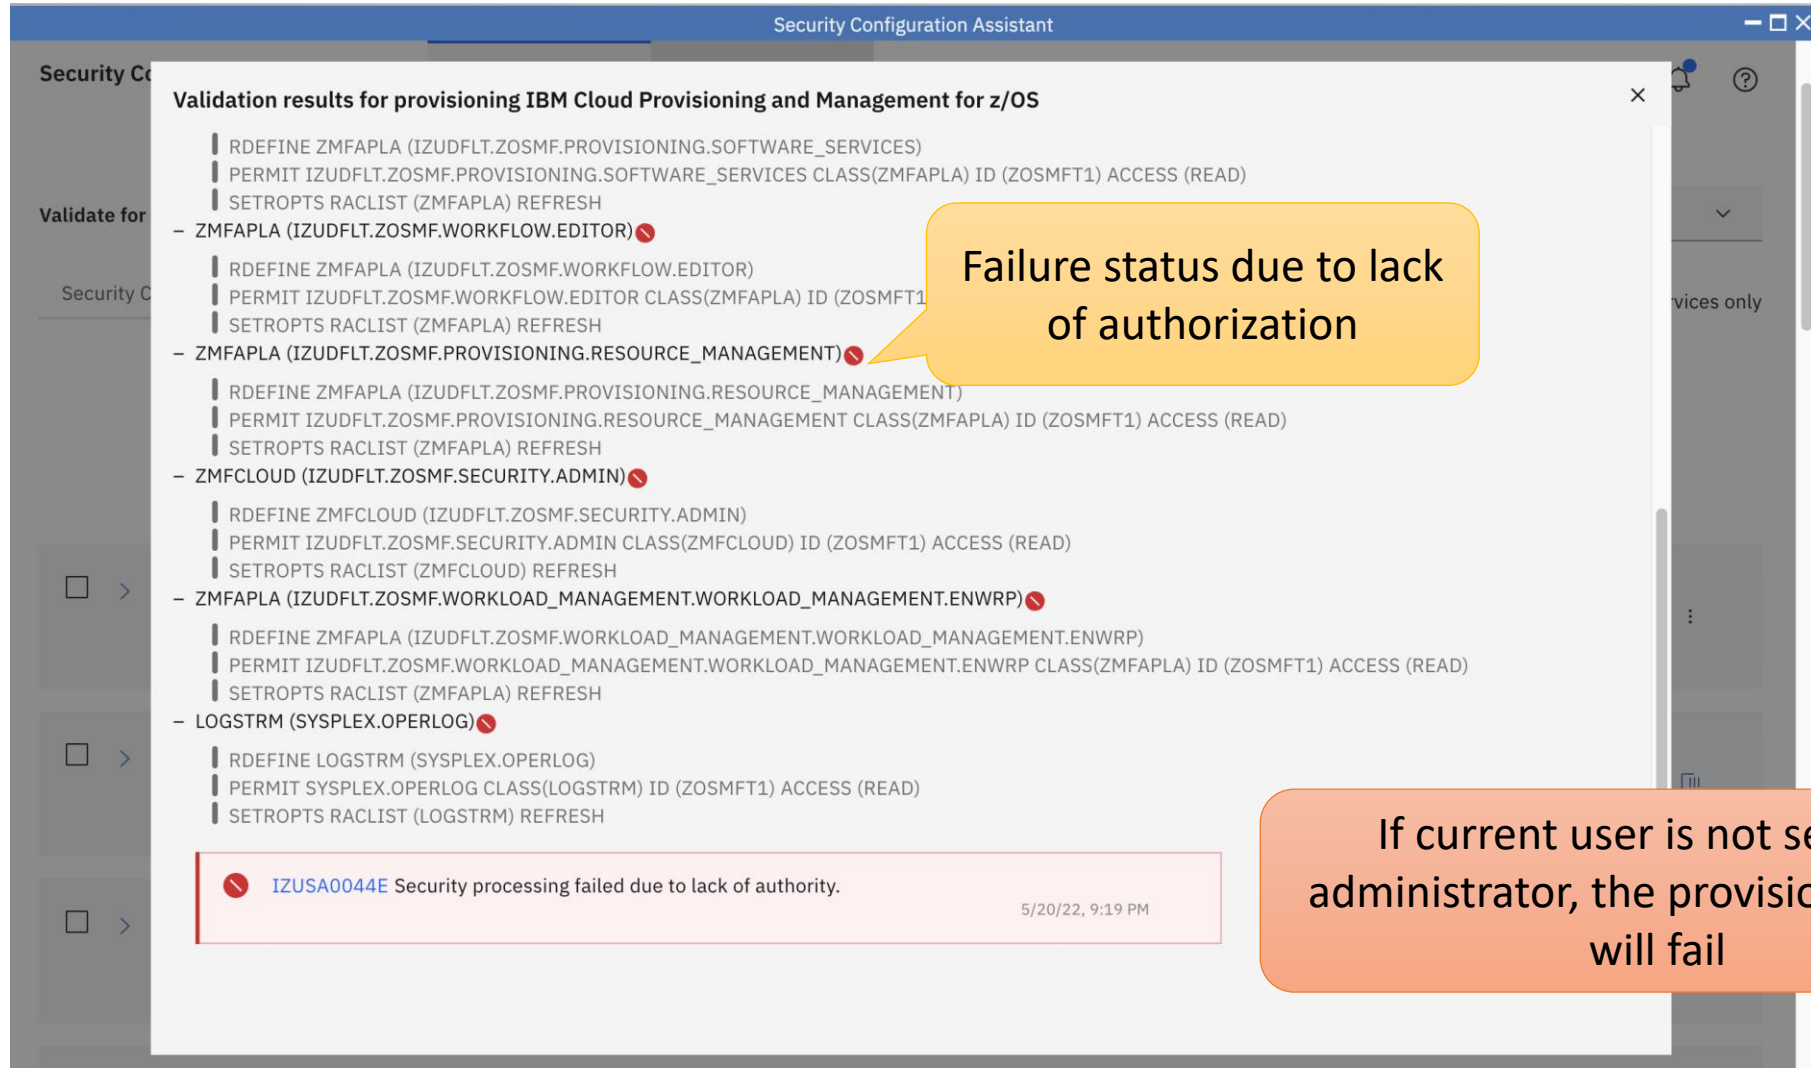 Security Configuration Assistant
Security Co
Validation results for provisioning IBM Cloud Provisioning and Management for z/OS
RDEFINE ZMFAPLA (IZUDFLT.ZOSMF.PROVISIONING.SOFTWARE_SERVICES)
PERMIT IZUDFLT.ZOSMF.PROVISIONING.SOFTWARE_SERVICES CLASS(ZMFAPLA) ID (ZOSMFT1) ACCESS (READ)
SETROPTS RACLIST (ZMFAPLA) REFRESH
Validate for
– ZMFAPLA (IZUDFLT.ZOSMF.WORKFLOW.EDITOR)
RDEFINE ZMFAPLA (IZUDFLT.ZOSMF.WORKFLOW.EDITOR)
PERMIT IZUDFLT.ZOSMF.WORKFLOW.EDITOR CLASS(ZMFAPLA) ID (ZOSMFT1
SETROPTS RACLIST (ZMFAPLA) REFRESH
Security C
vices only
Failure status due to lack
of authorization
– ZMFAPLA (IZUDFLT.ZOSMF.PROVISIONING.RESOURCE_MANAGEMENT)
RDEFINE ZMFAPLA (IZUDFLT.ZOSMF.PROVISIONING.RESOURCE_MANAGEMENT)
PERMIT IZUDFLT.ZOSMF.PROVISIONING.RESOURCE_MANAGEMENT CLASS(ZMFAPLA) ID (ZOSMFT1) ACCESS (READ)
SETROPTS RACLIST (ZMFAPLA) REFRESH
– ZMFCLOUD (IZUDFLT.ZOSMF.SECURITY.ADMIN)
RDEFINE ZMFCLOUD (IZUDFLT.ZOSMF.SECURITY.ADMIN)
PERMIT IZUDFLT.ZOSMF.SECURITY.ADMIN CLASS(ZMFCLOUD) ID (ZOSMFT1) ACCESS (READ)
SETROPTS RACLIST (ZMFCLOUD) REFRESH
– ZMFAPLA (IZUDFLT.ZOSMF.WORKLOAD_MANAGEMENT.WORKLOAD_MANAGEMENT.ENWRP)
RDEFINE ZMFAPLA (IZUDFLT.ZOSMF.WORKLOAD_MANAGEMENT.WORKLOAD_MANAGEMENT.ENWRP)
PERMIT IZUDFLT.ZOSMF.WORKLOAD_MANAGEMENT.WORKLOAD_MANAGEMENT.ENWRP CLASS(ZMFAPLA) ID (ZOSMFT1) ACCESS (READ)
SETROPTS RACLIST (ZMFAPLA) REFRESH
– LOGSTRM (SYSPLEX.OPERLOG)
RDEFINE LOGSTRM (SYSPLEX.OPERLOG)
PERMIT SYSPLEX.OPERLOG CLASS(LOGSTRM) ID (ZOSMFT1) ACCESS (READ)
SETROPTS RACLIST (LOGSTRM) REFRESH
IZUSA0044E Security processing failed due to lack of authority.
5/20/22, 9:19 PM
If current user is not se
administrator, the provisio
will fail